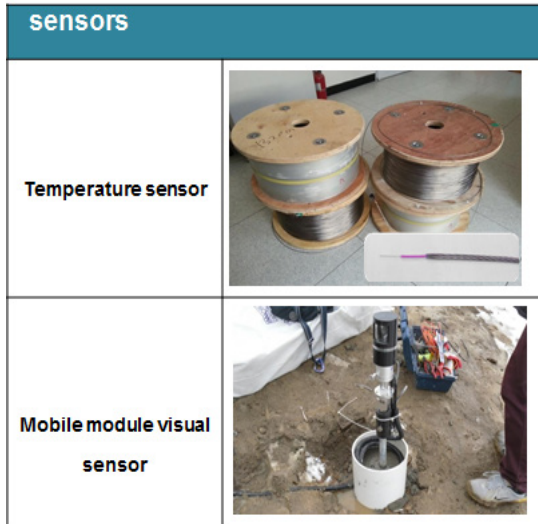 sensors
Temperature sensor
Mobile module visual
sensor